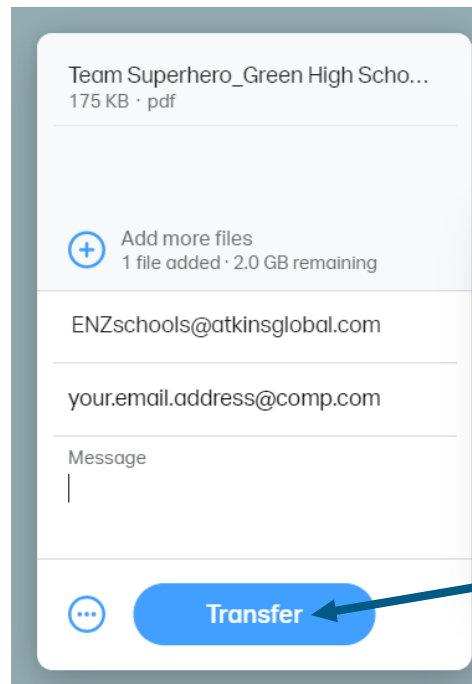 Team Superhero_Green High Scho...
175 KB · pdf
Add more files
1 file added · 2.0 GB remaining
ENZschools@atkinsglobal.com
your.email.address@comp.com
Message
Transfer